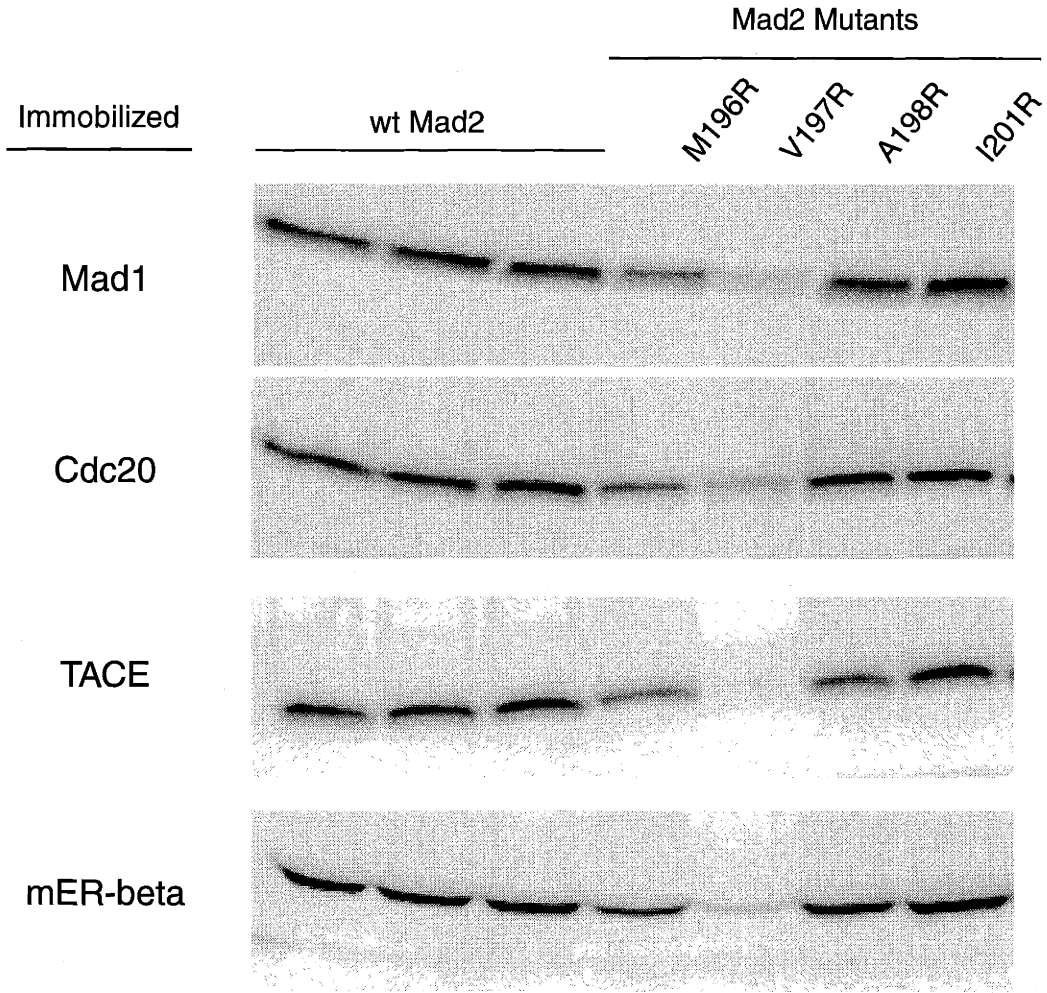 Mad2 Mutants
Immobilized
wt Mad2
M196R
V197R
A198R
I201R
Mad1
Cdc20
TACE
mER-beta